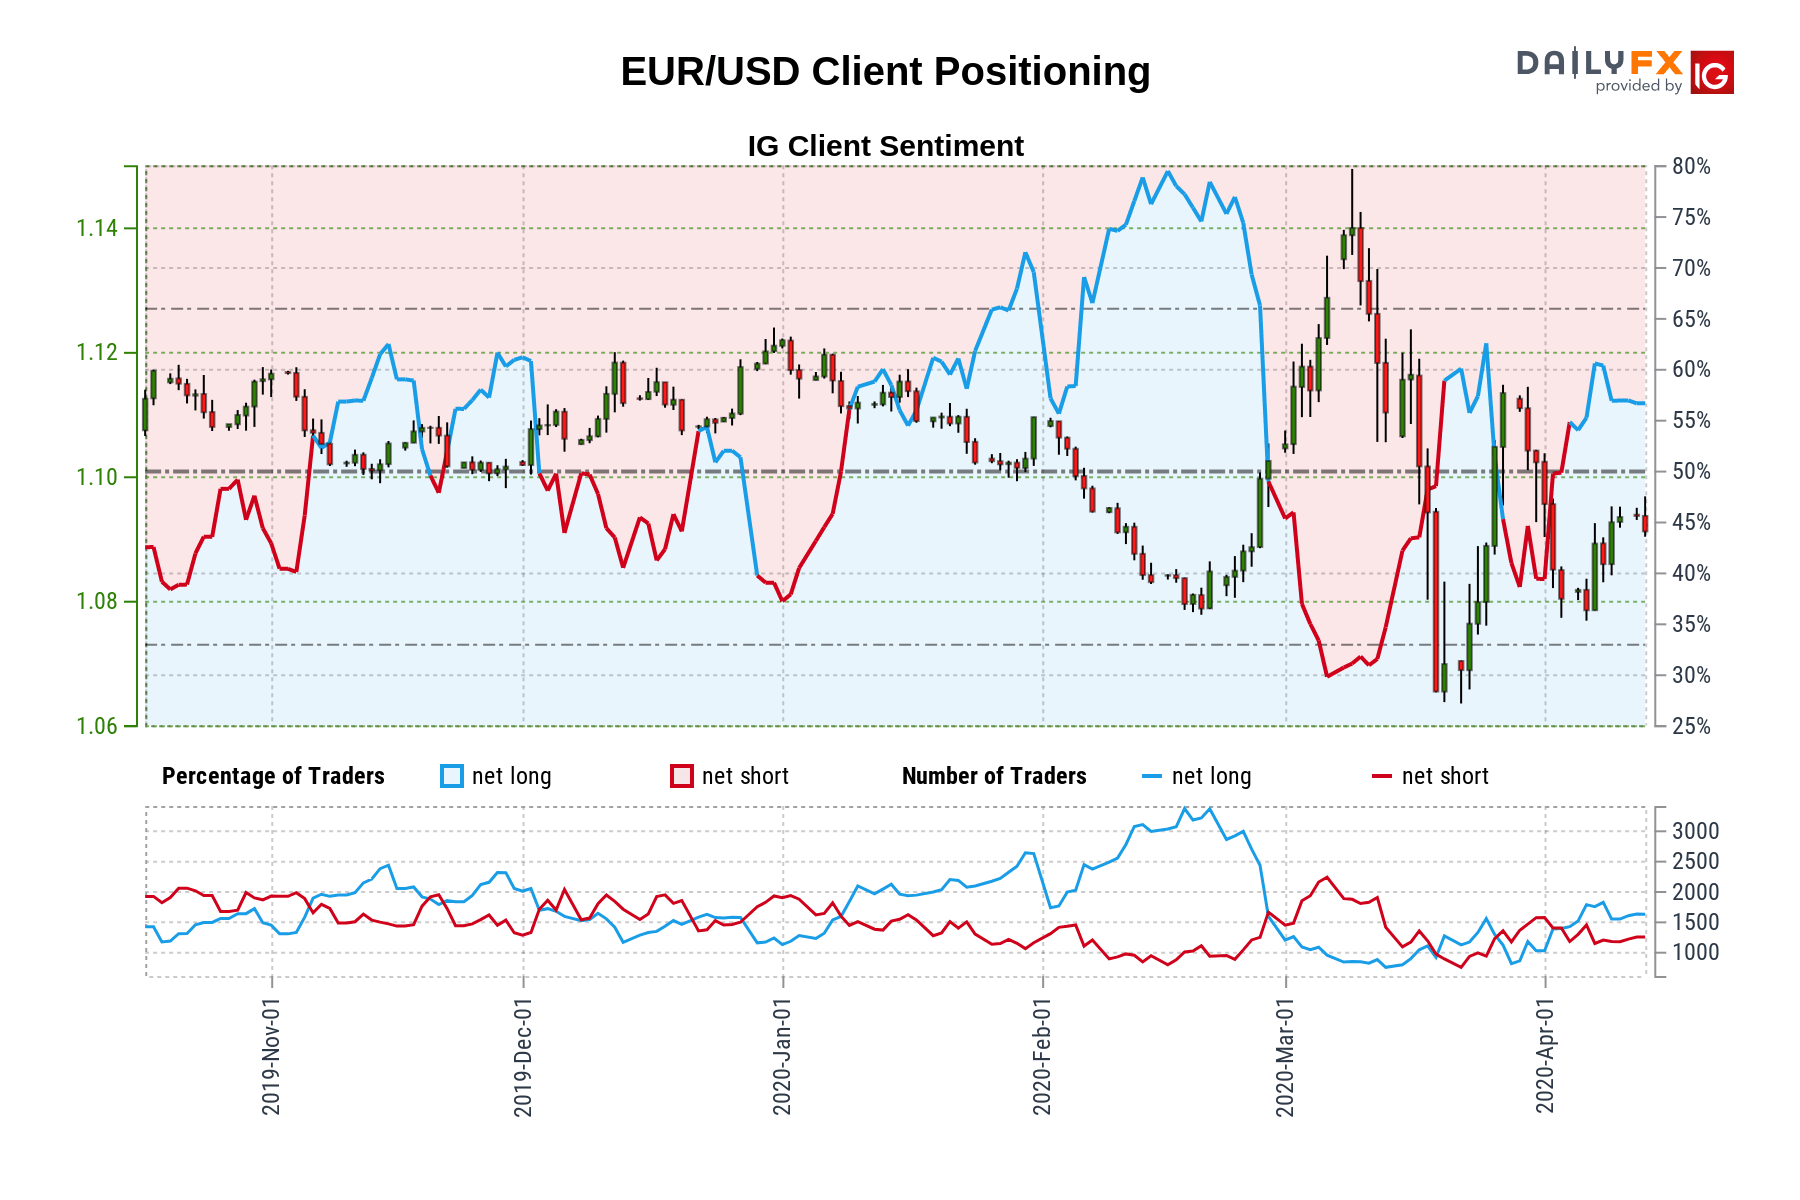 EUR/USD Client Positioning
DAILYFX
provided by IG
IG Client Sentiment
80%
75%
1.14
70%
65%
1.12
60%
55%
1.10
50%
45%
40%
1.08
35%
30%
1.06
25%
Percentage of Traders net long net short Number of Traders net long net short
3000
2500
2000
1500
1000
2019-Nov-01
2019-Dec-01
2020-Jan-01
2020-Feb-01
2020-Mar-01
2020-Apr-01